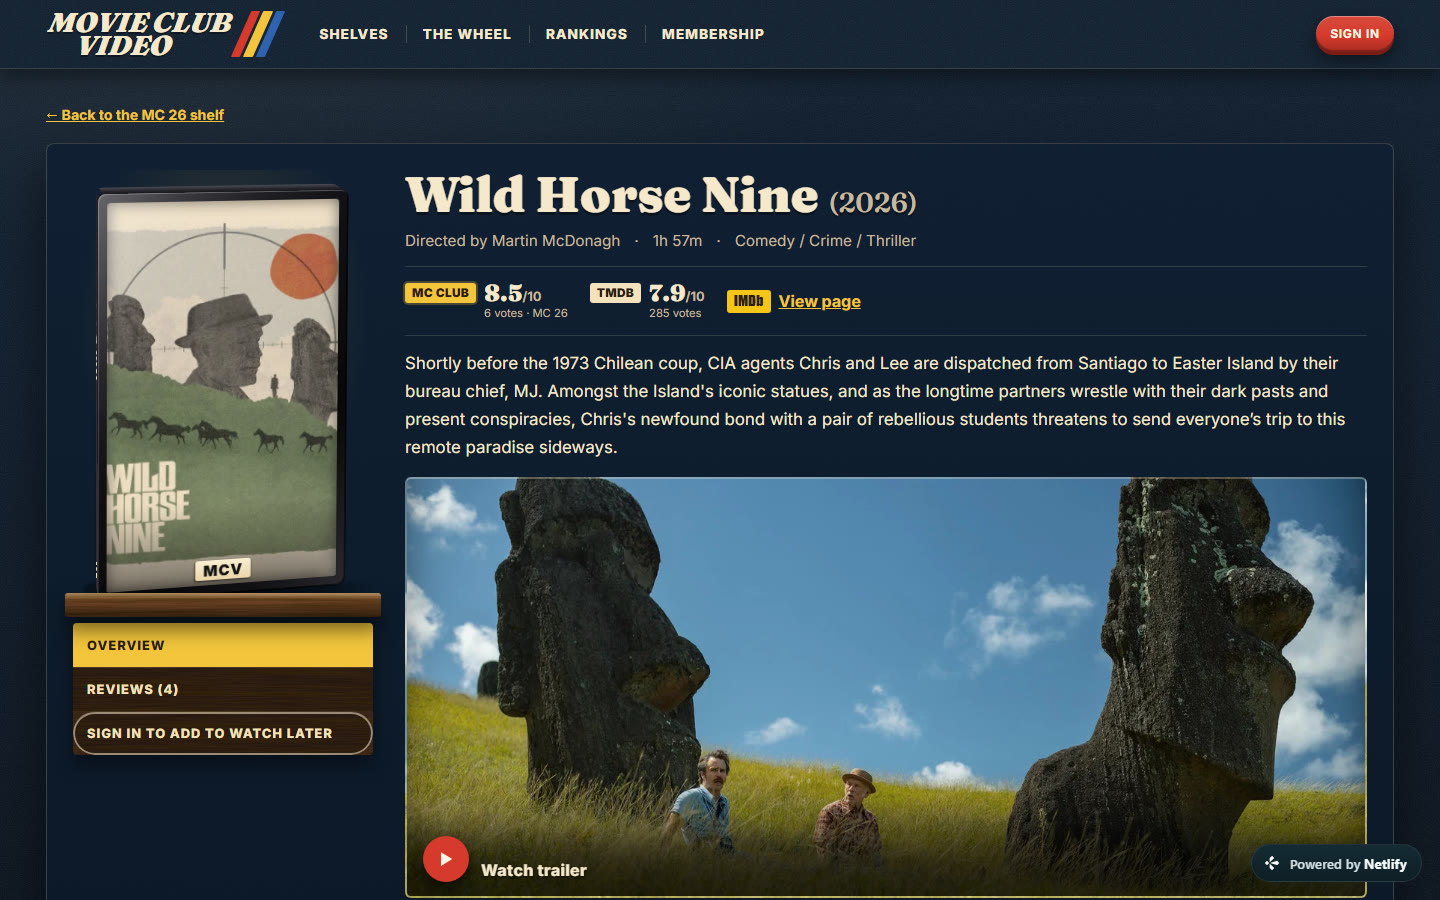 MOVIE CLUB
VIDEO
SHELVES
THE WHEEL
RANKINGS
MEMBERSHIP
SIGN IN
← Back to the MC 26 shelf
WILD
HORSE
NINE
MCV
OVERVIEW
REVIEWS (4)
SIGN IN TO ADD TO WATCH LATER
Wild Horse Nine (2026)
Directed by Martin McDonagh · 1h 57m · Comedy / Crime / Thriller
MC CLUB 8.5/10
6 votes · MC 26
TMDB 7.9/10
285 votes
IMDb View page
Shortly before the 1973 Chilean coup, CIA agents Chris and Lee are dispatched from Santiago to Easter Island by their
bureau chief, MJ. Amongst the Island's iconic statues, and as the longtime partners wrestle with their dark pasts and
present conspiracies, Chris's newfound bond with a pair of rebellious students threatens to send everyone’s trip to this
remote paradise sideways.
Watch trailer
Powered by Netlify